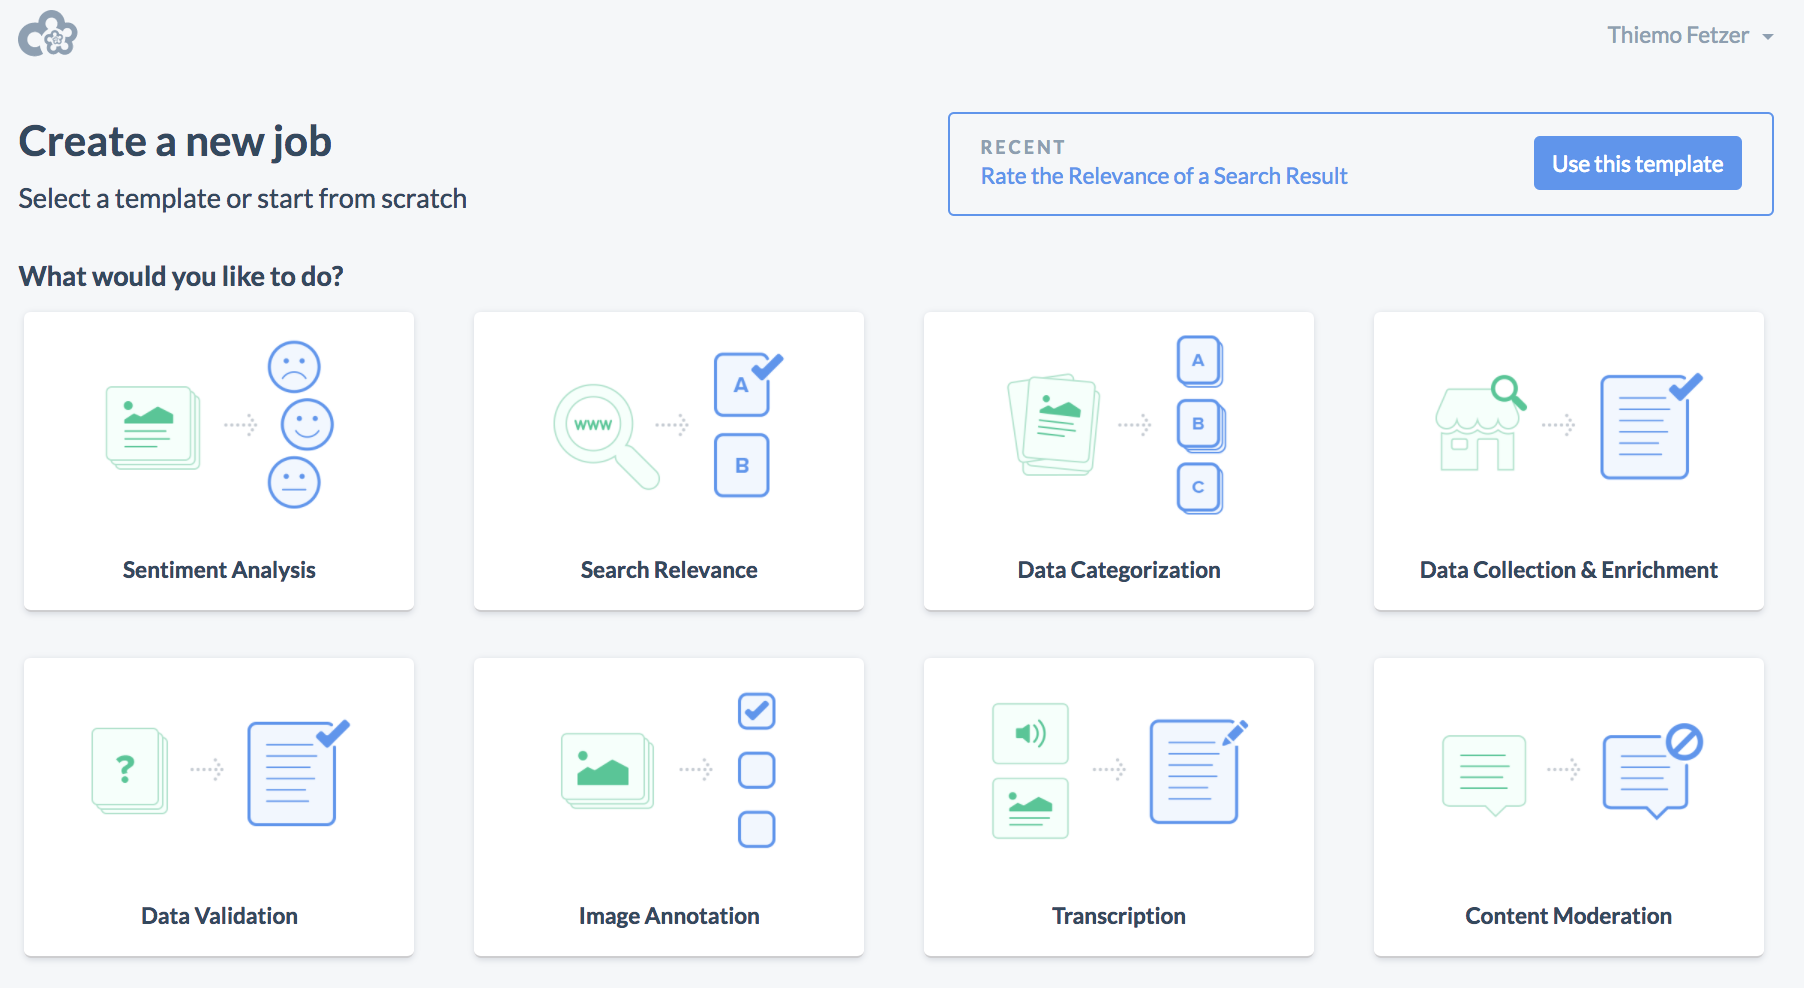 Thiemo Fetzer
Create a new job
Select a template or start from scratch
RECENT
Rate the Relevance of a Search Result
Use this template
What would you like to do?
Sentiment Analysis
www
A
B
Search Relevance
A
B
C
Data Categorization
Data Collection & Enrichment
?
Data Validation
Image Annotation
Transcription
Content Moderation